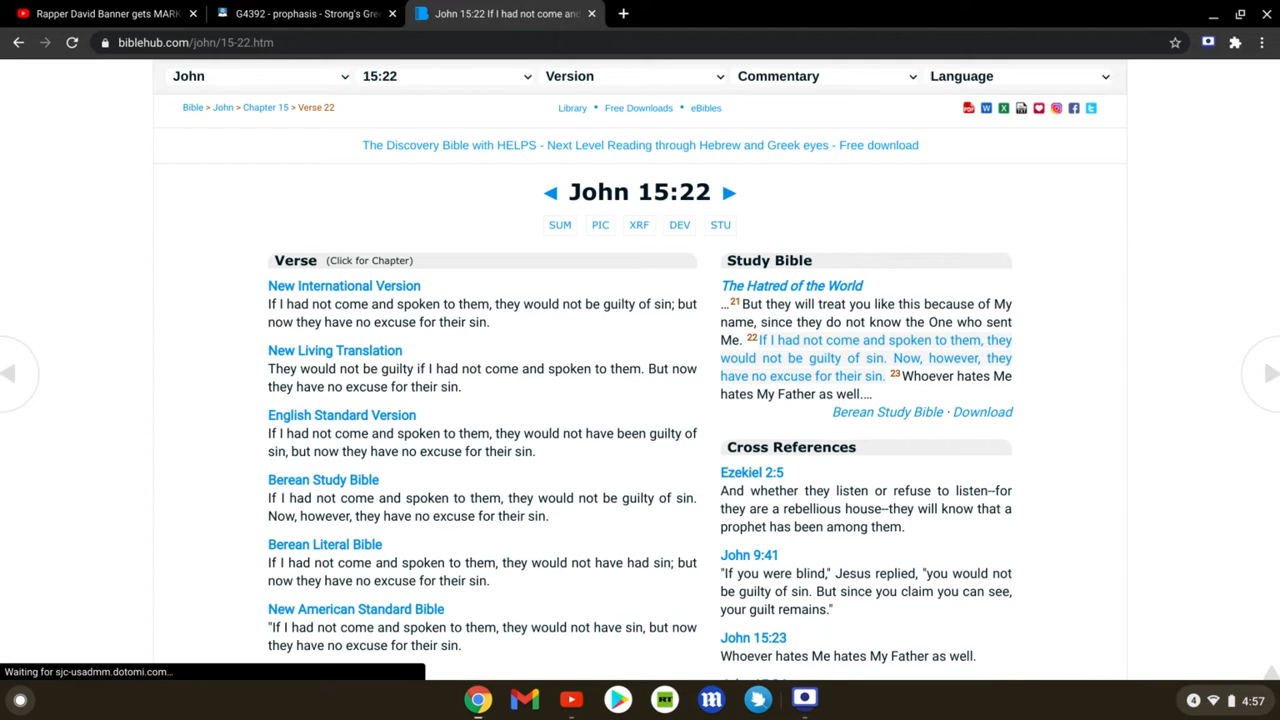 Rapper David Banner gets MARK
G4392 - prophasis - Strong's Gre
John 15:22 If I had not come and
biblehub.com/john/15-22.htm
John
15:22
Version
Commentary
Language
Bible > John > Chapter 15 > Verse 22
Library • Free Downloads • eBibles
The Discovery Bible with HELPS - Next Level Reading through Hebrew and Greek eyes - Free download
◄ John 15:22 ►
SUM PIC XRF DEV STU
Verse (Click for Chapter)
New International Version
If I had not come and spoken to them, they would not be guilty of sin; but
now they have no excuse for their sin.
New Living Translation
They would not be guilty if I had not come and spoken to them. But now
they have no excuse for their sin.
English Standard Version
If I had not come and spoken to them, they would not have been guilty of
sin, but now they have no excuse for their sin.
Berean Study Bible
If I had not come and spoken to them, they would not be guilty of sin.
Now, however, they have no excuse for their sin.
Berean Literal Bible
If I had not come and spoken to them, they would not have had sin; but
now they have no excuse for their sin.
New American Standard Bible
"If I had not come and spoken to them, they would not have sin, but now
they have no excuse for their sin.
Study Bible
The Hatred of the World
…21But they will treat you like this because of My
name, since they do not know the One who sent
Me. 22If I had not come and spoken to them, they
would not be guilty of sin. Now, however, they
have no excuse for their sin. 23Whoever hates Me
hates My Father as well.…
Berean Study Bible · Download
Cross References
Ezekiel 2:5
And whether they listen or refuse to listen--for
they are a rebellious house--they will know that a
prophet has been among them.
John 9:41
"If you were blind," Jesus replied, "you would not
be guilty of sin. But since you claim you can see,
your guilt remains."
John 15:23
Whoever hates Me hates My Father as well.
Waiting for sjc-usadmm.dotomi.com...
RT
4
4:57